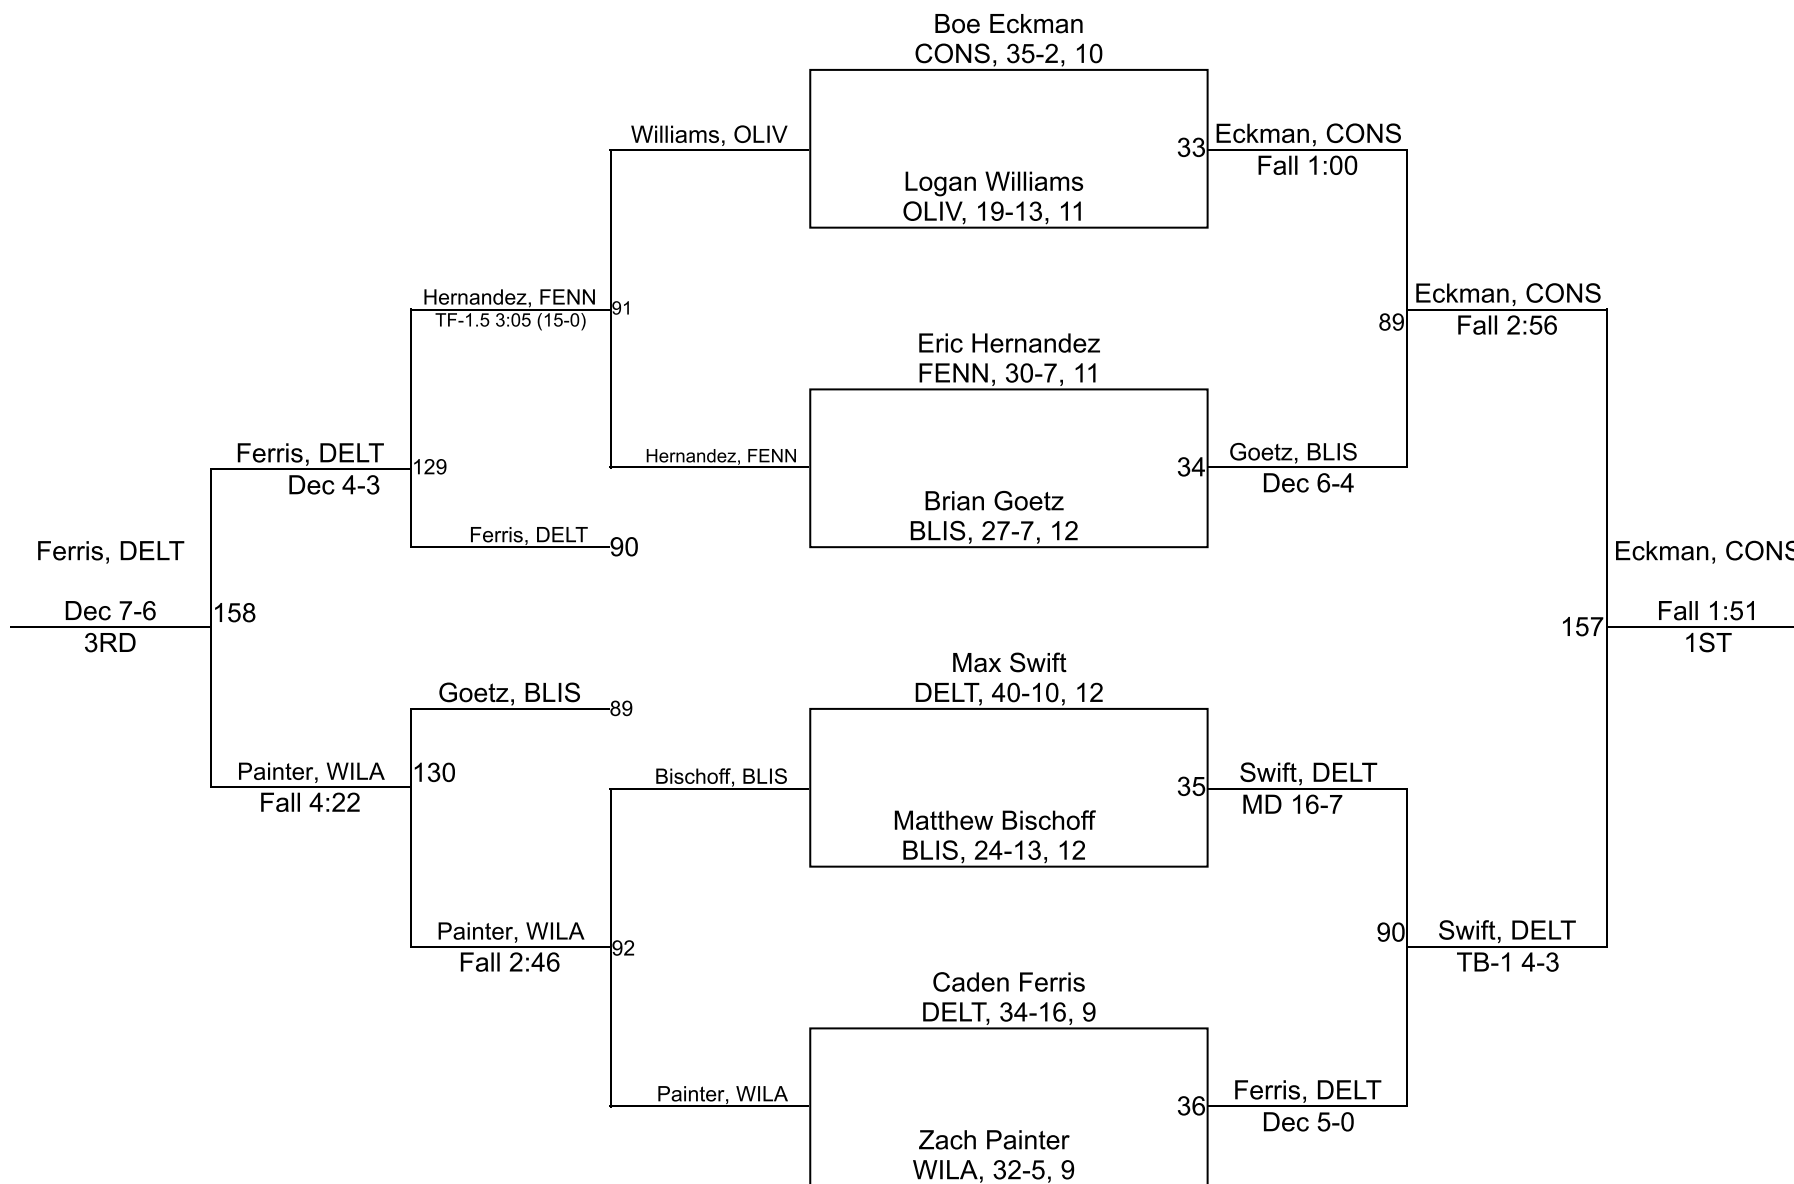 Boe Eckman
CONS, 35-2, 10
Williams, OLIV
33
Eckman, CONS
Fall 1:00
Logan Williams
OLIV, 19-13, 11
Hernandez, FENN
TF-1.5 3:05 (15-0)
91
Eckman, CONS
Fall 2:56
89
Eric Hernandez
FENN, 30-7, 11
Ferris, DELT
Dec 4-3
129
Hernandez, FENN
34
Goetz, BLIS
Dec 6-4
Brian Goetz
BLIS, 27-7, 12
Ferris, DELT
90
Ferris, DELT
Dec 7-6
3RD
158
Eckman, CONS
157
Fall 1:51
1ST
Max Swift
DELT, 40-10, 12
Goetz, BLIS
89
Painter, WILA
Fall 4:22
130
Bischoff, BLIS
35
Swift, DELT
MD 16-7
Matthew Bischoff
BLIS, 24-13, 12
Painter, WILA
Fall 2:46
92
90
Swift, DELT
TB-1 4-3
Caden Ferris
DELT, 34-16, 9
Painter, WILA
36
Ferris, DELT
Dec 5-0
Zach Painter
WILA, 32-5, 9